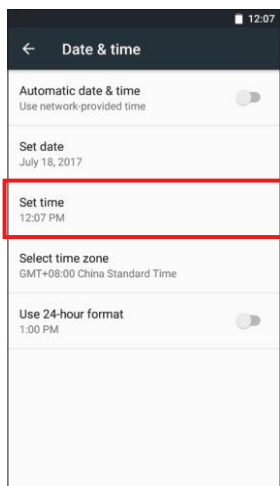 12:07
Date & time
Automatic date & time
Use network-provided time
Set date
July 18, 2017
Set time
12:07 PM
Select time zone
GMT+08:00 China Standard Time
Use 24-hour format
1:00 PM